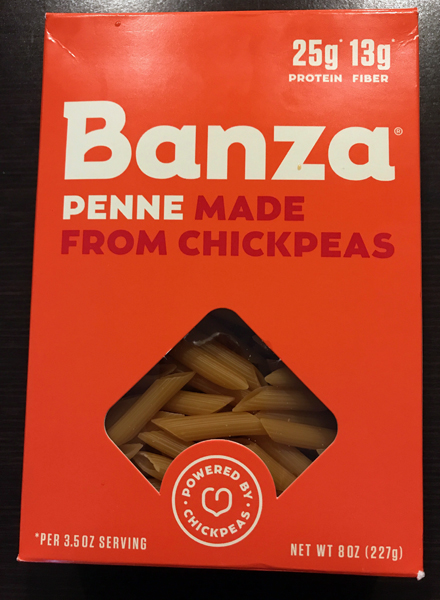 25g* 13g*
PROTEIN FIBER
Banza®
PENNE MADE
FROM CHICKPEAS
POWERED BY
CHICKPEAS
*PER 3.5OZ SERVING
NET WT 8OZ (227g)